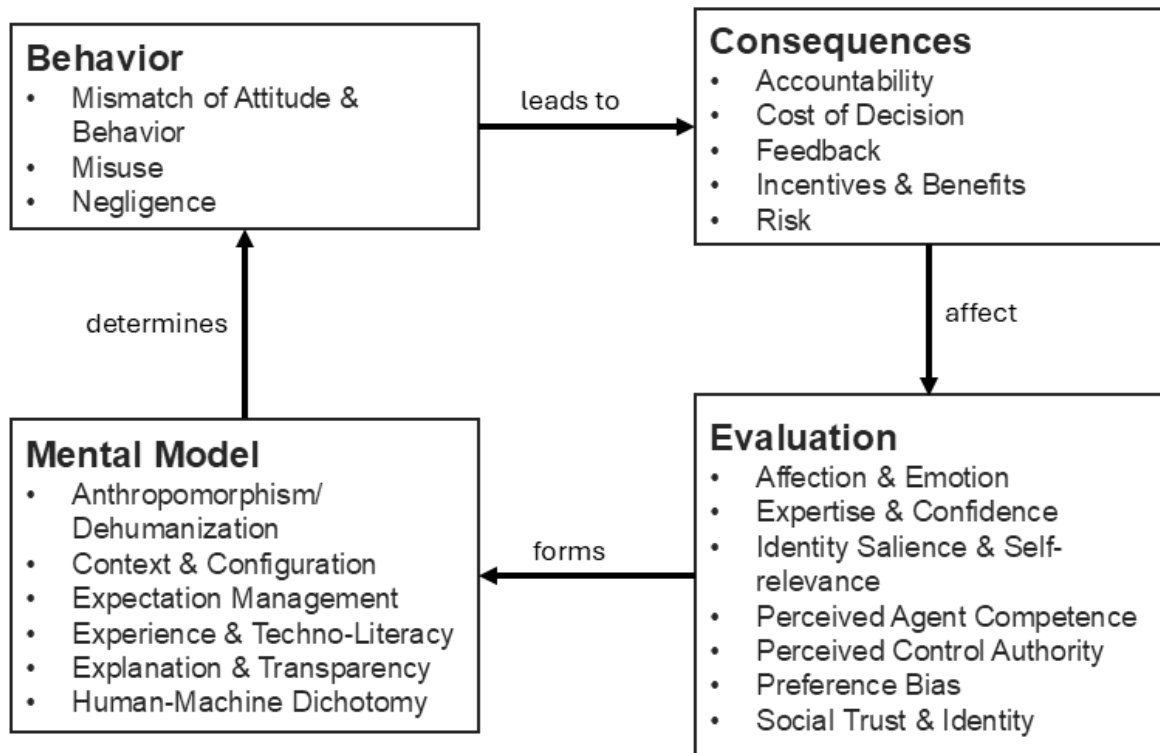 Behavior
• Mismatch of Attitude &
Behavior
• Misuse
• Negligence
leads to
Consequences
• Accountability
• Cost of Decision
• Feedback
• Incentives & Benefits
• Risk
determines
affect
Mental Model
• Anthropomorphism/
Dehumanization
• Context & Configuration
• Expectation Management
• Experience & Techno-Literacy
• Explanation & Transparency
• Human-Machine Dichotomy
forms
Evaluation
• Affection & Emotion
• Expertise & Confidence
• Identity Salience & Self-
relevance
• Perceived Agent Competence
• Perceived Control Authority
• Preference Bias
• Social Trust & Identity